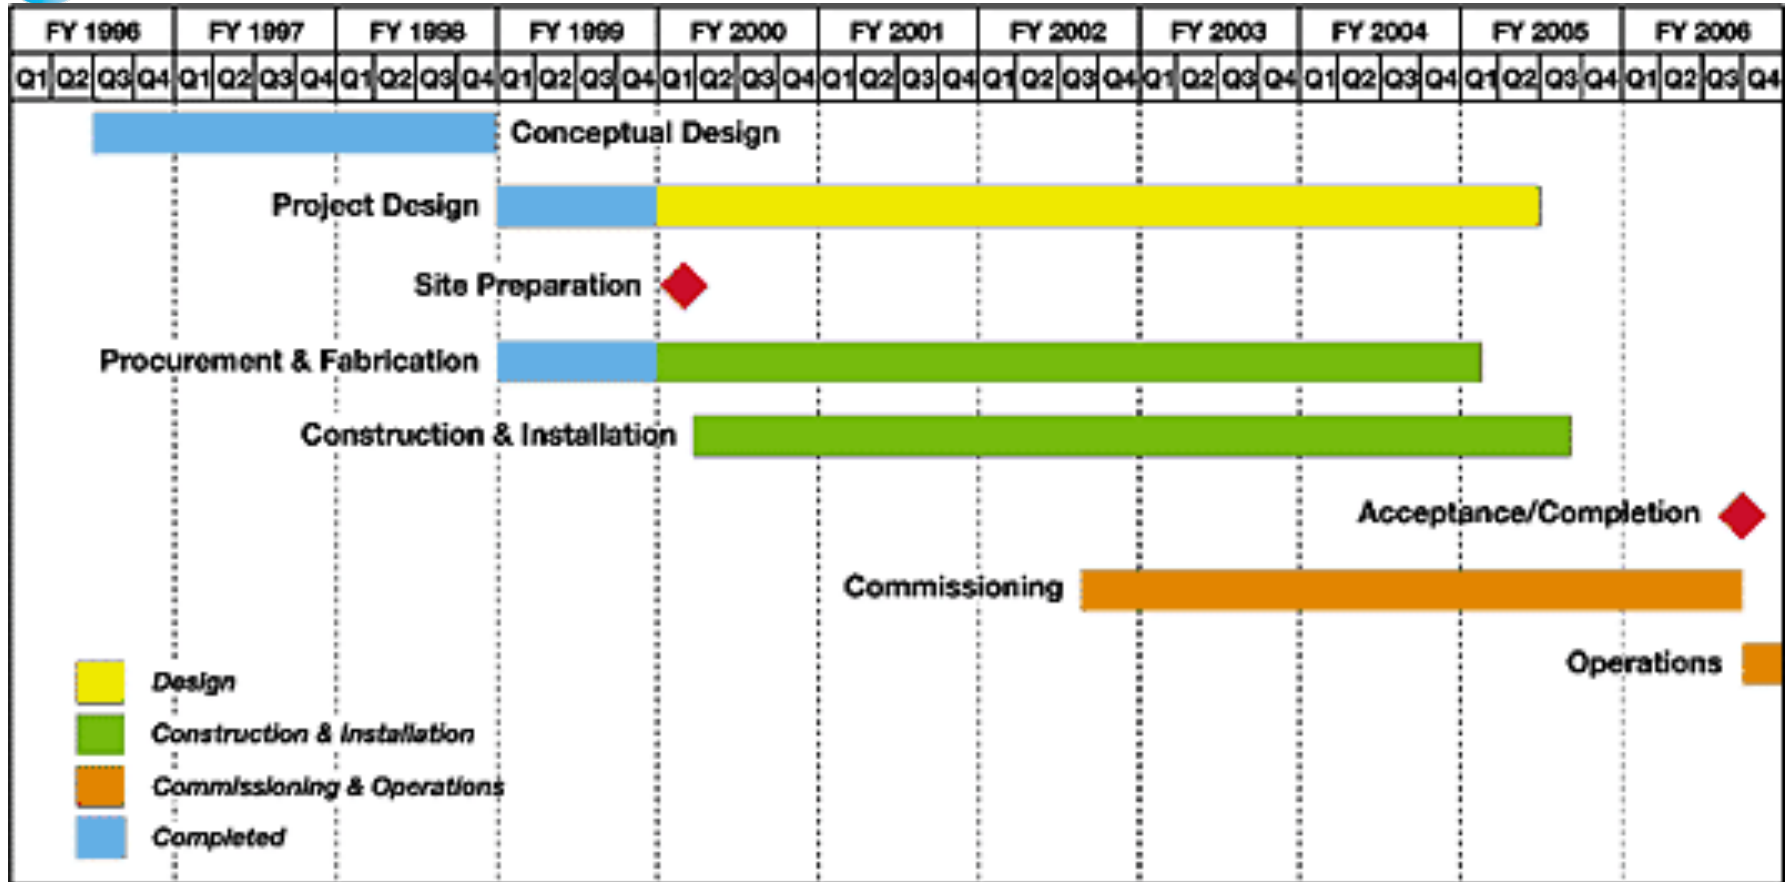 FY 1996 FY 1997 FY 1998 FY 1999 FY 2000 FY 2001 FY 2002 FY 2003 FY 2004 FY 2005 FY 2006
Q1 Q2 Q3 Q4 Q1 Q2 Q3 Q4 Q1 Q2 Q3 Q4 Q1 Q2 Q3 Q4 Q1 Q2 Q3 Q4 Q1 Q2 Q3 Q4 Q1 Q2 Q3 Q4 Q1 Q2 Q3 Q4 Q1 Q2 Q3 Q4 Q1 Q2 Q3 Q4 Q1 Q2 Q3 Q4
Conceptual Design
Project Design
Site Preparation
Procurement & Fabrication
Construction & Installation
Acceptance/Completion
Commissioning
Operations
Design
Construction & Installation
Commissioning & Operations
Completed